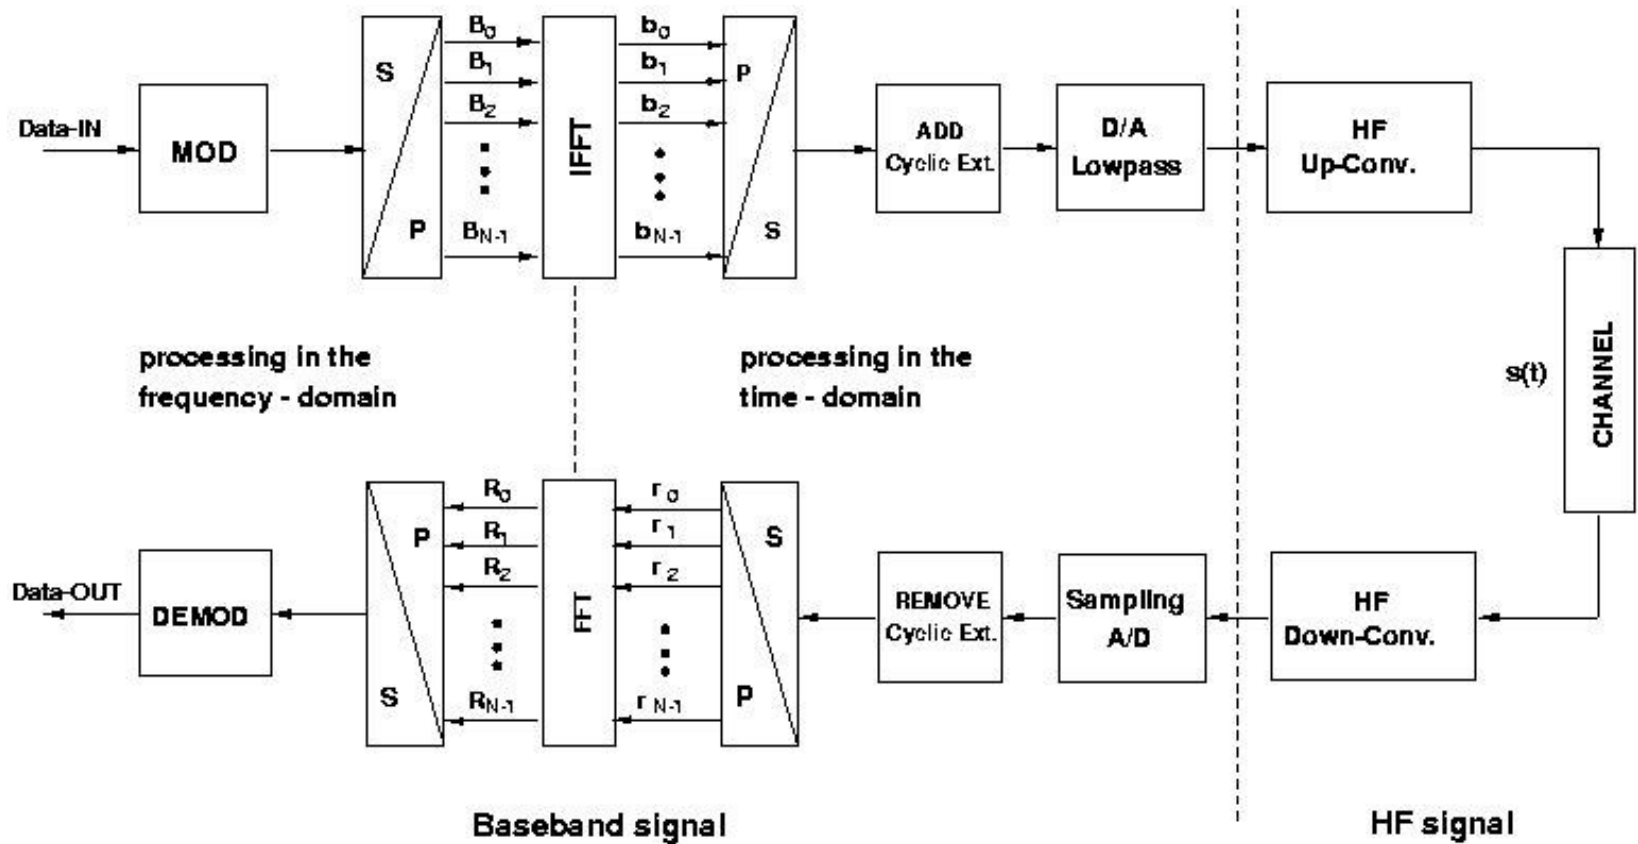 B0
B1
B2
BN-1
b0
b1
b2
bN-1
Data-IN
MOD
S
P
IFFT
P
S
ADD
Cyclic Ext.
D/A
Lowpass
HF
Up-Conv.
processing in the
frequency - domain
processing in the
time - domain
s(t)
CHANNEL
R0
R1
R2
RN-1
r0
r1
r2
rN-1
Data-OUT
DEMOD
P
S
FFT
S
P
REMOVE
Cyclic Ext.
Sampling
A/D
HF
Down-Conv.
Baseband signal
HF signal